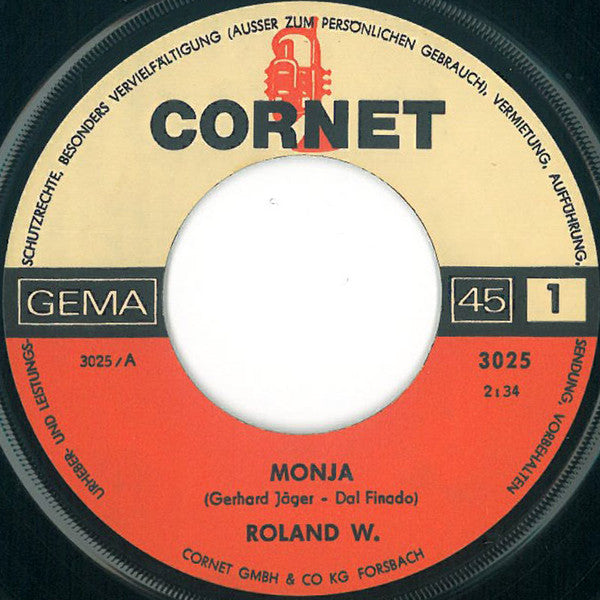 URHEBER- UND LEISTUNGS-SCHUTZRECHTE, BESONDERS VERVIELFÄLTIGUNG (AUSSER ZUM PERSÖNLICHEN GEBRAUCH), VERMIETUNG, AUFFÜHRUNG, SENDUNG, VORBEHALTEN
CORNET
GEMA
45
1
3025/A
3025
2:34
MONJA
(Gerhard Jäger - Dal Finado)
ROLAND W.
CORNET GMBH & CO KG FORSBACH